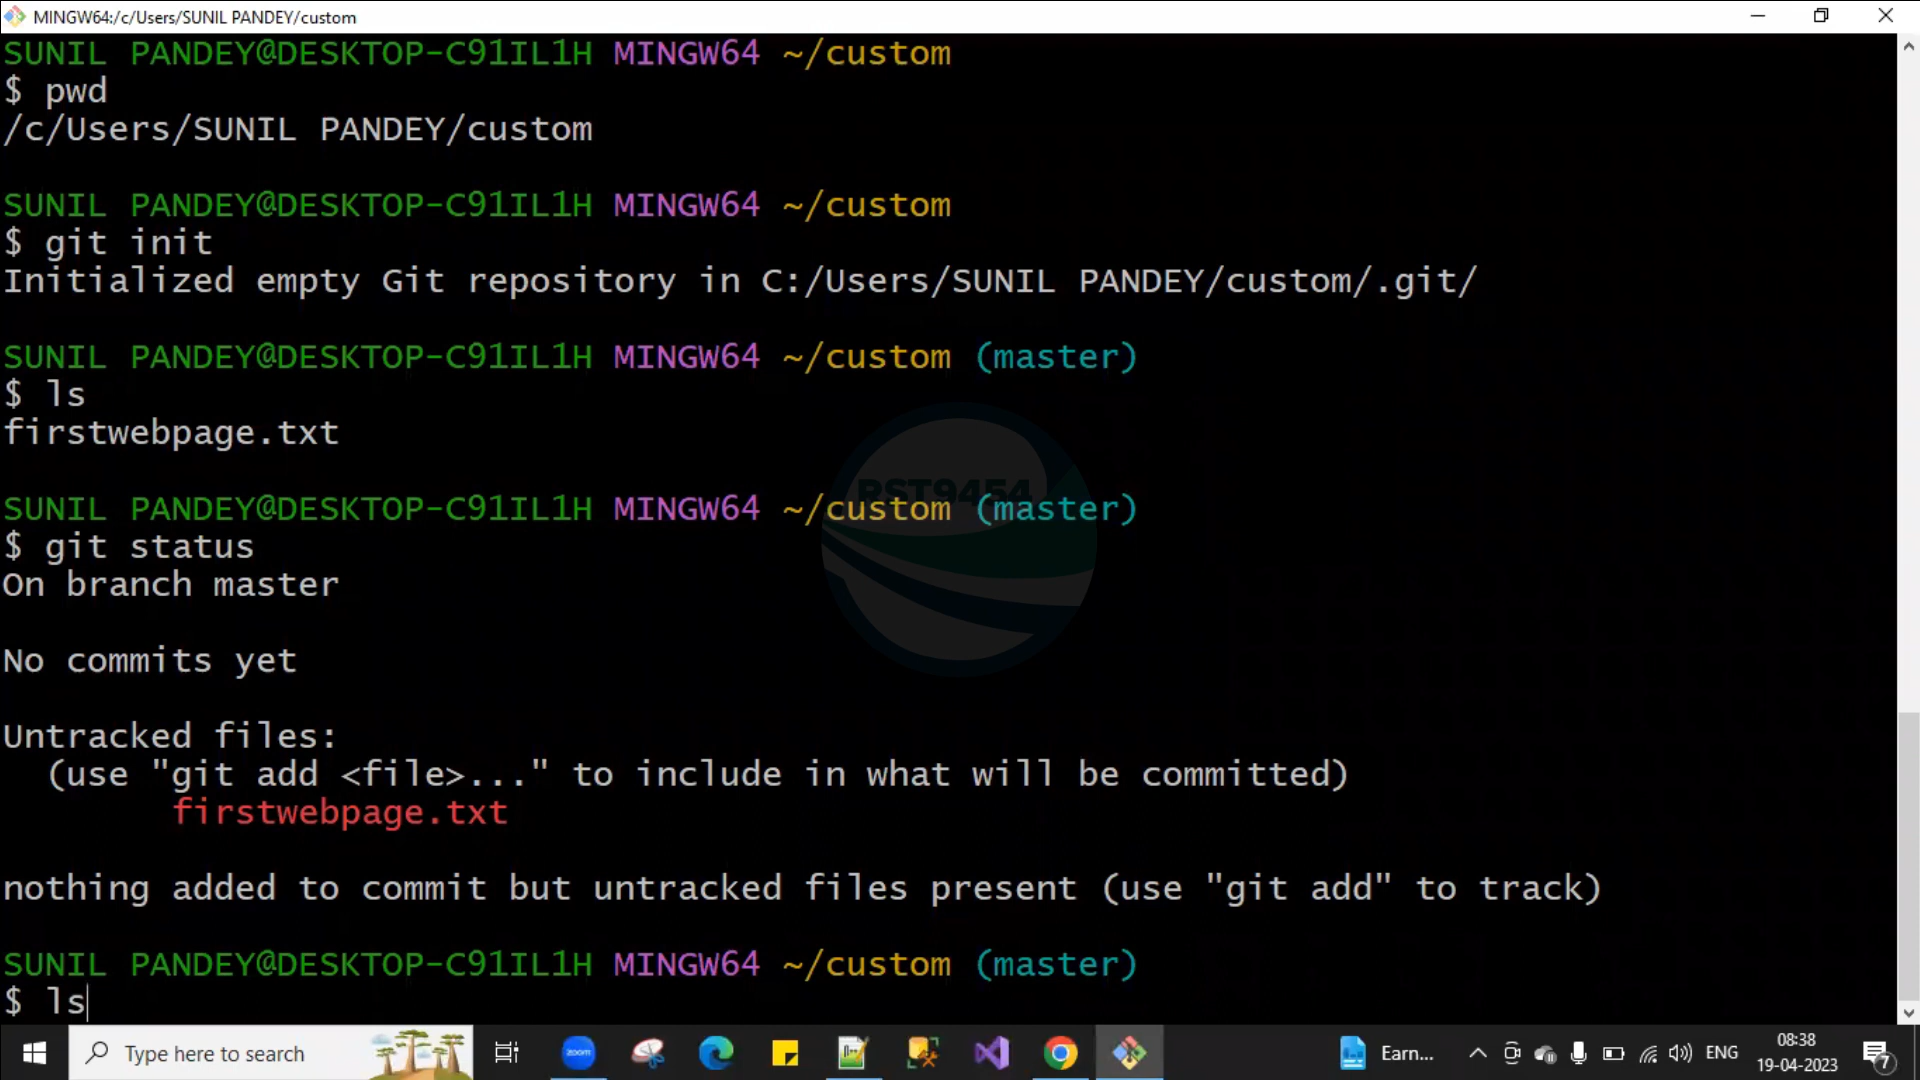 MINGW64:/c/Users/SUNIL PANDEY/custom
SUNIL PANDEY@DESKTOP-C91IL1H MINGW64 ~/custom
$ pwd
/c/Users/SUNIL PANDEY/custom
SUNIL PANDEY@DESKTOP-C91IL1H MINGW64 ~/custom
$ git init
Initialized empty Git repository in C:/Users/SUNIL PANDEY/custom/.git/
SUNIL PANDEY@DESKTOP-C91IL1H MINGW64 ~/custom (master)
$ ls
firstwebpage.txt
RST9454
SUNIL PANDEY@DESKTOP-C91IL1H MINGW64 ~/custom (master)
$ git status
On branch master
No commits yet
Untracked files:
(use "git add <file>..." to include in what will be committed)
firstwebpage.txt
nothing added to commit but untracked files present (use "git add" to track)
SUNIL PANDEY@DESKTOP-C91IL1H MINGW64 ~/custom (master)
$ ls
Type here to search
zoom
Earn...
ENG
08:38
19-04-2023
7